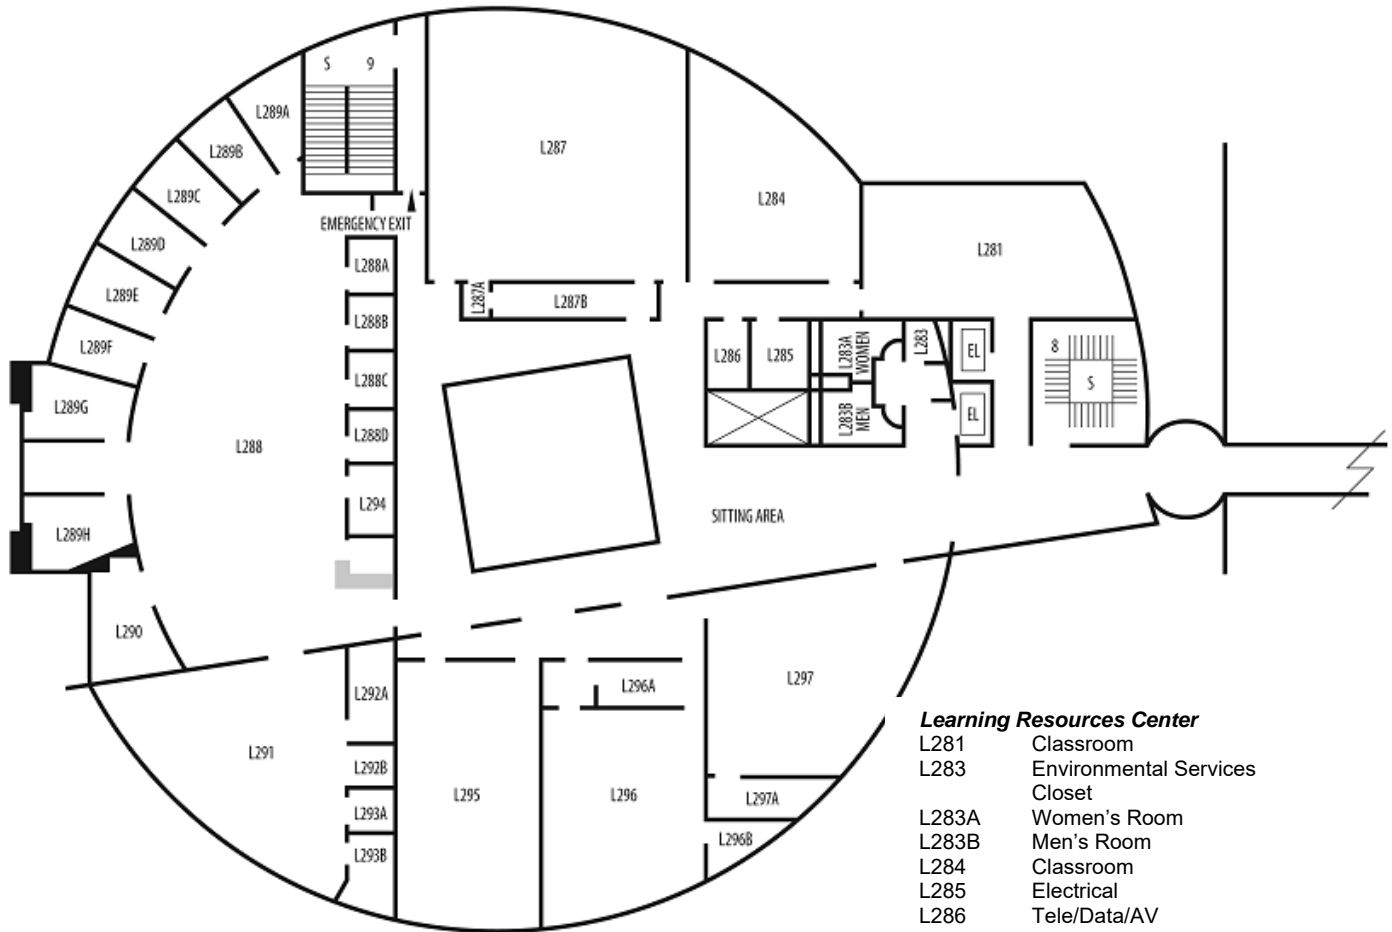 S 9
L289A
L289B
L287
L289C
L284
EMERGENCY EXIT
L289D
L281
L288A
L289E
L287A
L287B
L288B
L289F
L286
L285
L283A
WOMEN
L283
EL
8
S
L288C
L289G
L288D
L283B
MEN
EL
L288
L294
SITTING AREA
L289H
L290
L292A
L296A
L297
L291
L292B
L295
L296
L297A
L293A
L296B
L293B
Learning Resources Center
L281 Classroom
L283 Environmental Services
Closet
L283A Women's Room
L283B Men's Room
L284 Classroom
L285 Electrical
L286 Tele/Data/AV